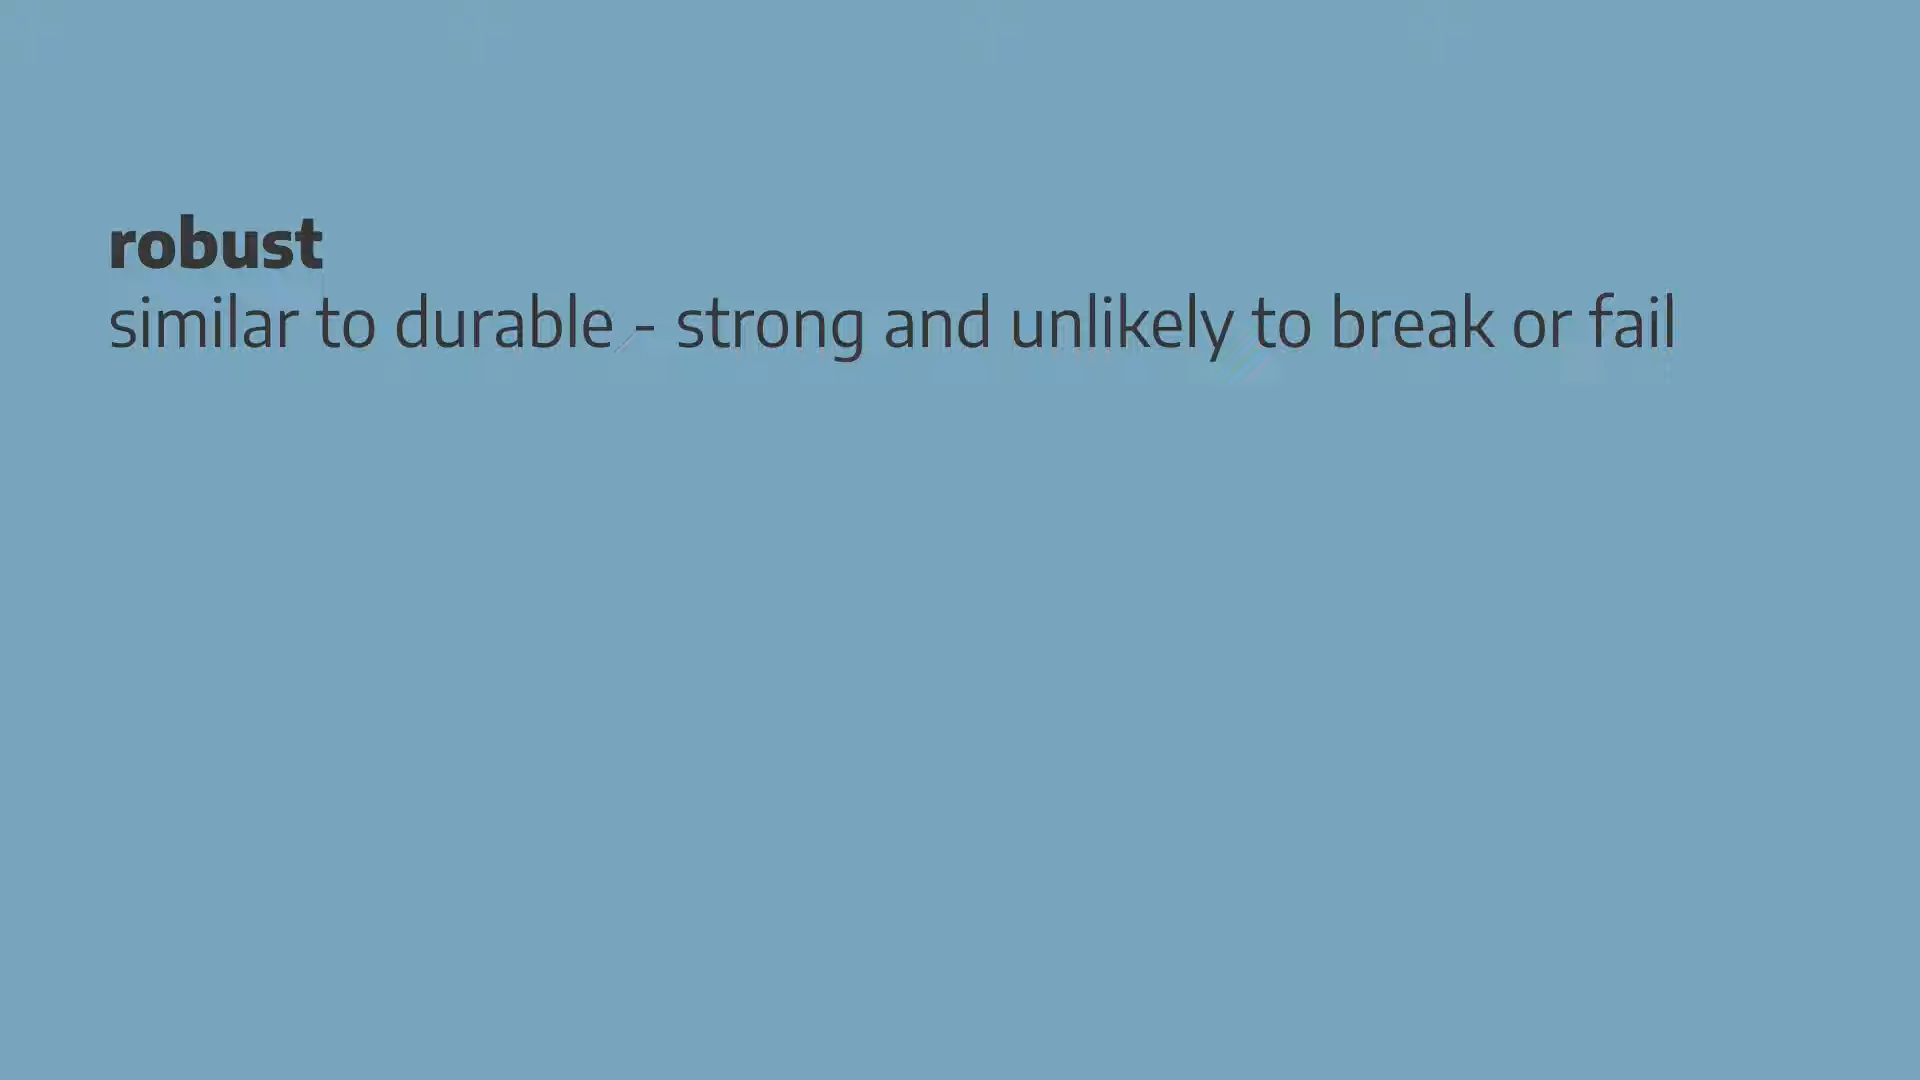 robust
similar to durable - strong and unlikely to break or fail